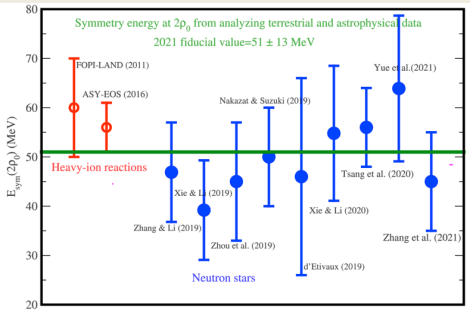 80
Symmetry energy at 2ρ₀ from analyzing terrestrial and astrophysical data
2021 fiducial value=51 ± 13 MeV
FOPI-LAND (2011)
Yue et al.(2021)
70
ASY-EOS (2016)
Nakazat & Suzuki (2019)
60
E_sym(2ρ₀) (MeV)
50
Heavy-ion reactions
Tsang et al. (2020)
Xie & Li (2019)
40
Xie & Li (2020)
Zhang & Li (2019)
Zhou et al. (2019)
Zhang et al. (2021)
30
d'Etivaux (2019)
Neutron stars
20